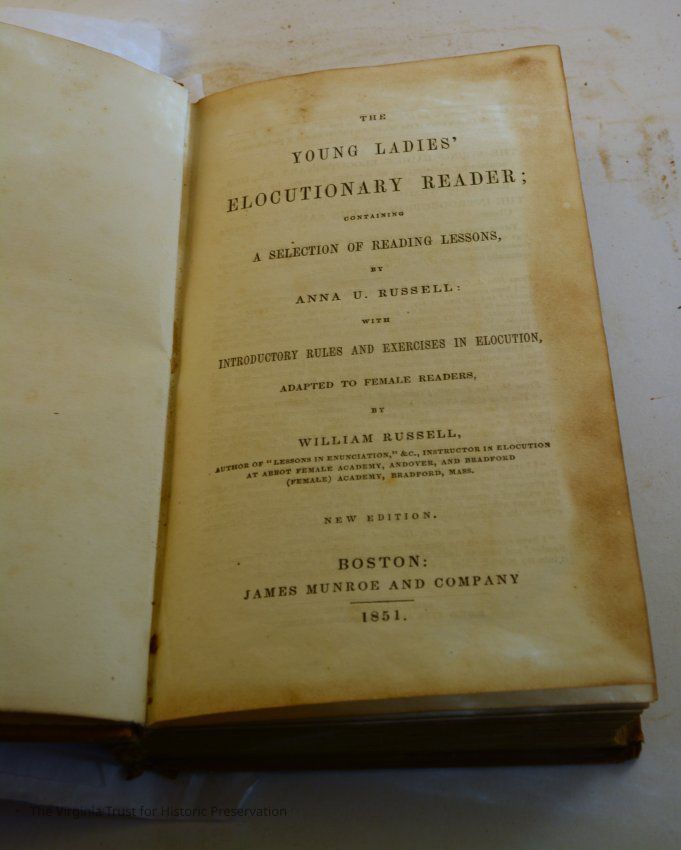 THE
YOUNG LADIES'
ELOCUTIONARY READER;
CONTAINING
A SELECTION OF READING LESSONS,
BY
ANNA U. RUSSELL:
WITH
INTRODUCTORY RULES AND EXERCISES IN ELOCUTION,
ADAPTED TO FEMALE READERS,
BY
WILLIAM RUSSELL,
AUTHOR OF "LESSONS IN ENUNCIATION," &C., INSTRUCTOR IN ELOCUTION
AT ABBOT FEMALE ACADEMY, ANDOVER, AND BRADFORD
(FEMALE) ACADEMY, BRADFORD, MASS.
NEW EDITION.
BOSTON:
JAMES MUNROE AND COMPANY
1851.
The Virginia Trust for Historic Preservation